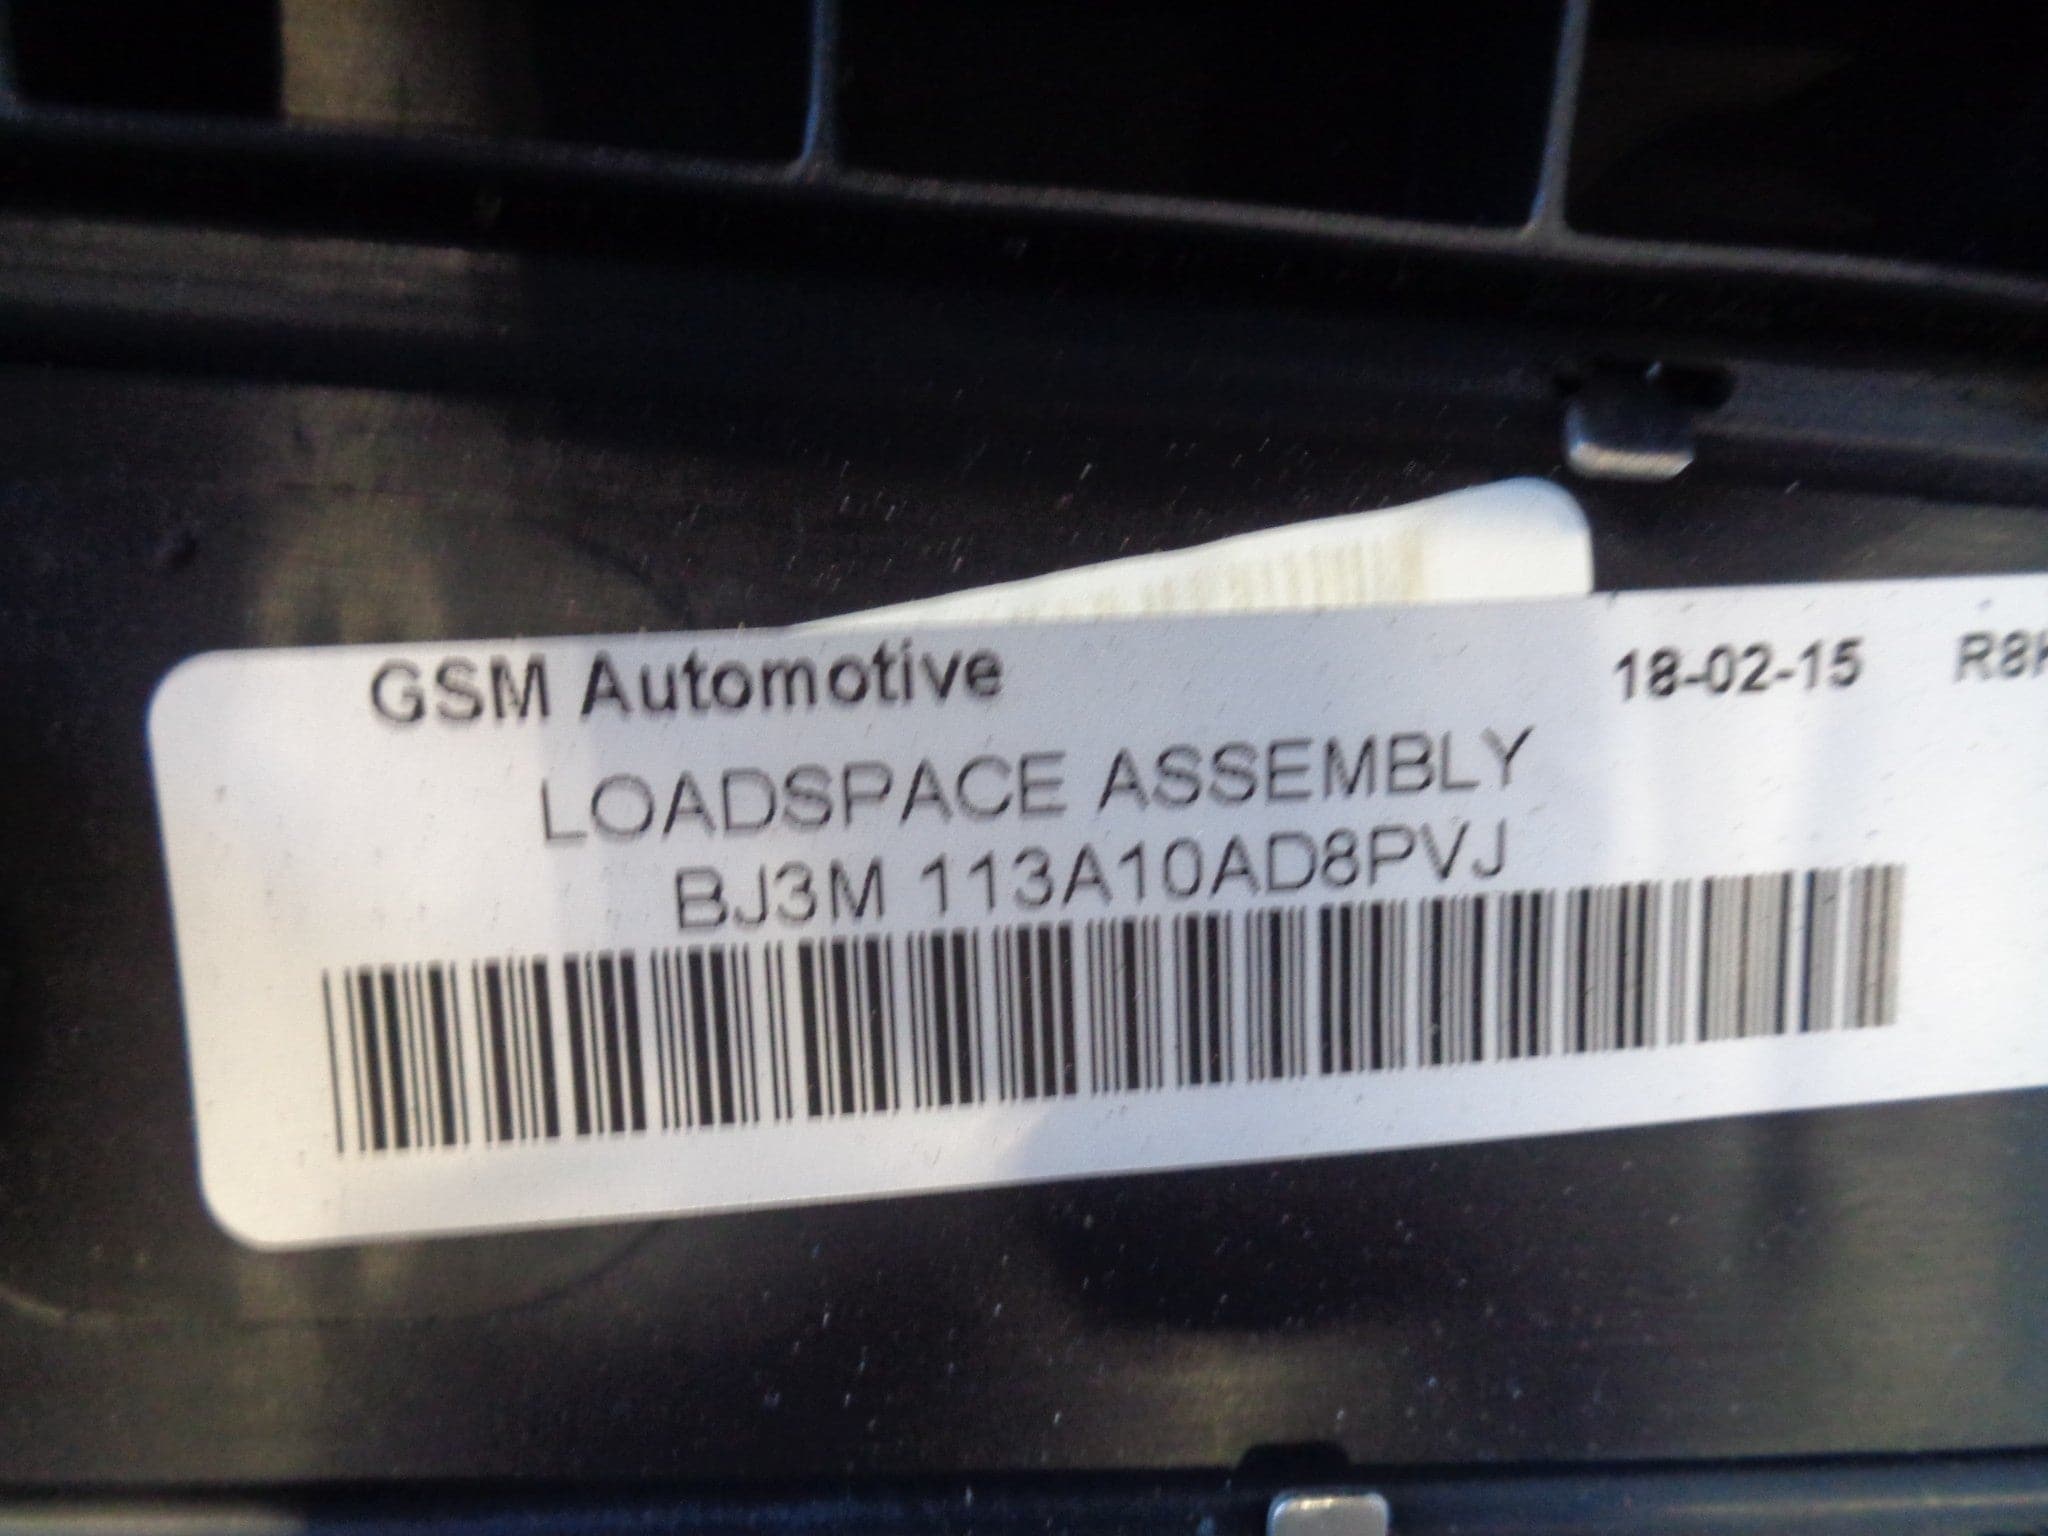 GSM Automotive 18-02-15
LOADSPACE ASSEMBLY
BJ3M 113A10AD8PVJ